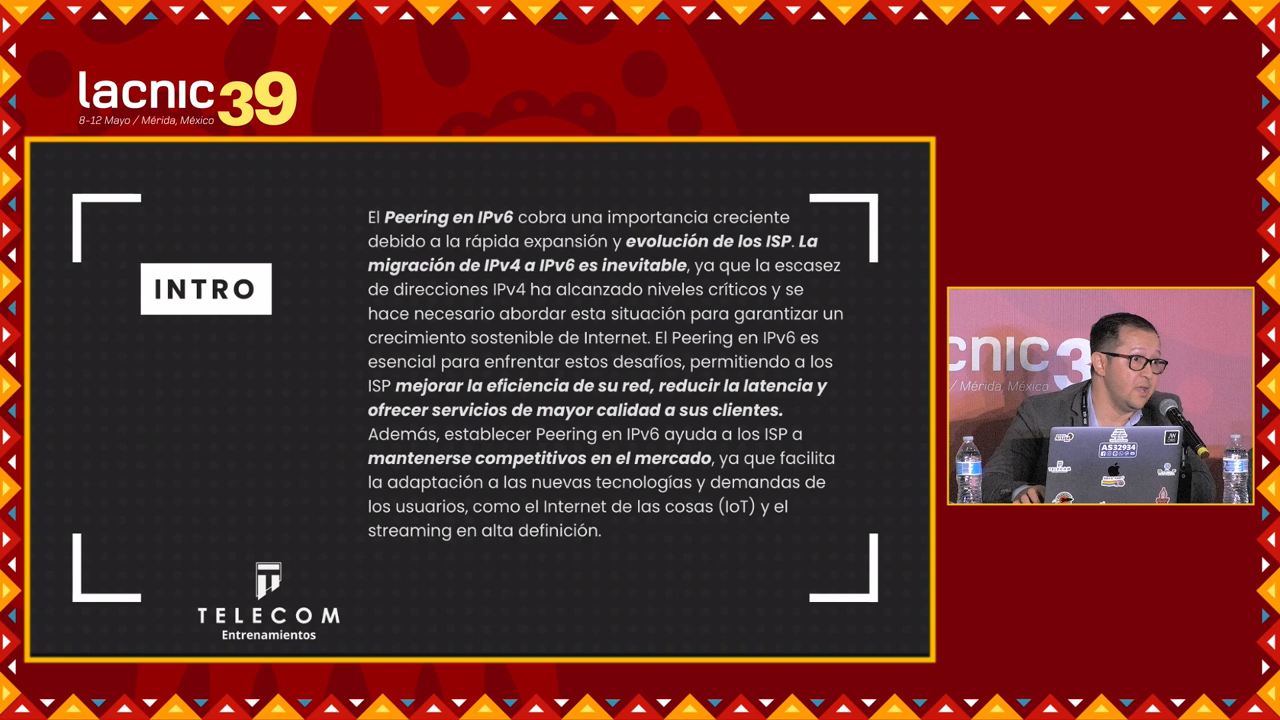 lacnic 39
8-12 Mayo / Mérida, México
INTRO
El Peering en IPv6 cobra una importancia creciente
debido a la rápida expansión y evolución de los ISP. La
migración de IPv4 a IPv6 es inevitable, ya que la escasez
de direcciones IPv4 ha alcanzado niveles críticos y se
hace necesario abordar esta situación para garantizar un
crecimiento sostenible de Internet. El Peering en IPv6 es
esencial para enfrentar estos desafíos, permitiendo a los
ISP mejorar la eficiencia de su red, reducir la latencia y
ofrecer servicios de mayor calidad a sus clientes.
Además, establecer Peering en IPv6 ayuda a los ISP a
mantenerse competitivos en el mercado, ya que facilita
la adaptación a las nuevas tecnologías y demandas de
los usuarios, como el Internet de las cosas (IoT) y el
streaming en alta definición.
TELECOM
Entrenamientos
cnic 3
/ Mérida, México
AS32934